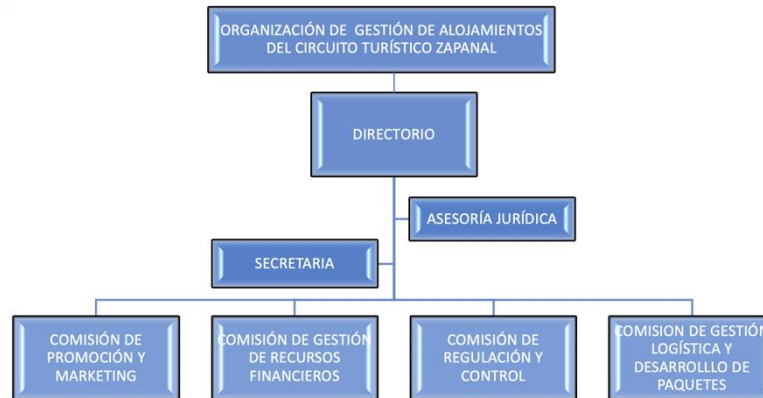 ORGANIZACIÓN DE GESTIÓN DE ALOJAMIENTOS
DEL CIRCUITO TURÍSTICO ZAPANAL
DIRECTORIO
ASESORÍA JURÍDICA
SECRETARIA
COMISIÓN DE
PROMOCIÓN Y
MARKETING
COMISIÓN DE GESTIÓN
DE RECURSOS
FINANCIEROS
COMISIÓN DE
REGULACIÓN Y
CONTROL
COMISION DE GESTIÓN
LOGÍSTICA Y
DESARROLLLO DE
PAQUETES